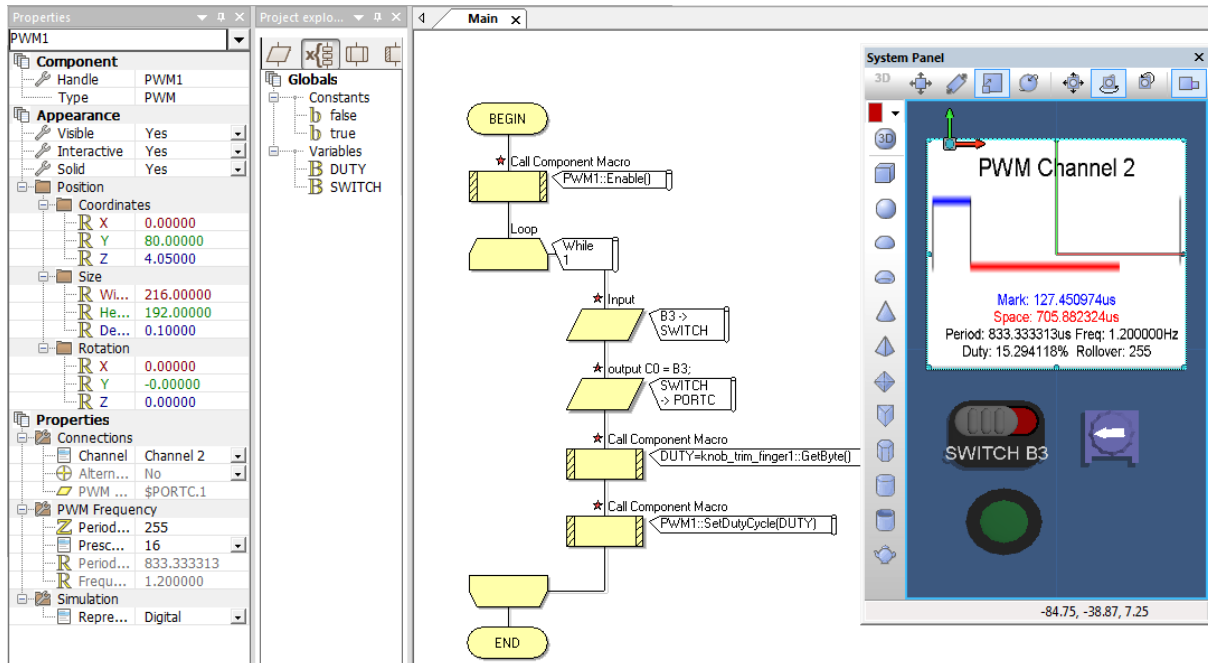 Properties
PWM1
Component
Handle PWM1
Type PWM
Appearance
Visible Yes
Interactive Yes
Solid Yes
Position
Coordinates
X 0.00000
Y 80.00000
Z 4.05000
Size
Wi... 216.00000
He... 192.00000
De... 0.10000
Rotation
X 0.00000
Y -0.00000
Z 0.00000
Properties
Connections
Channel Channel 2
Altern... No
PWM ... $PORTC.1
PWM Frequency
Period... 255
Presc... 16
Period... 833.333313
Frequ... 1.200000
Simulation
Repre... Digital
Project explo...
Globals
Constants
false
true
Variables
DUTY
SWITCH
Main
BEGIN
Call Component Macro
PWM1::Enable()
Loop
While
1
Input
B3 ->
SWITCH
output C0 = B3;
SWITCH
-> PORTC
Call Component Macro
DUTY=knob_trim_finger1::GetByte()
Call Component Macro
PWM1::SetDutyCycle(DUTY)
END
System Panel
3D
3D
PWM Channel 2
Mark: 127.450974us
Space: 705.882324us
Period: 833.333313us Freq: 1.200000Hz
Duty: 15.294118% Rollover: 255
SWITCH B3
-84.75, -38.87, 7.25